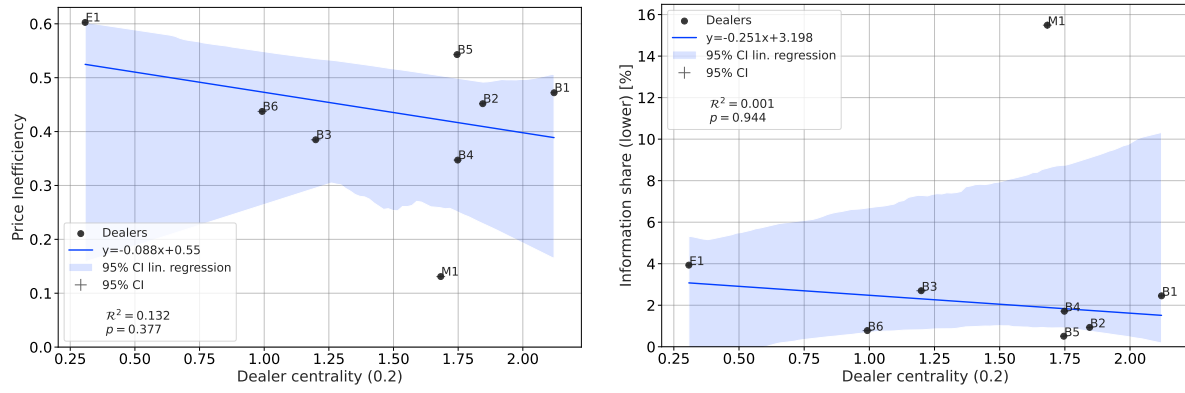 0.6
0.5
0.4
0.3
0.2
0.1
0.0
Price Inefficiency
E1
B5
B1
B2
B6
B3
B4
M1
Dealers
y=-0.088x+0.55
95% CI lin. regression
95% CI
R² = 0.132
p = 0.377
0.25 0.50 0.75 1.00 1.25 1.50 1.75 2.00
Dealer centrality (0.2)
16
14
12
10
8
6
4
2
0
Information share (lower) [%]
Dealers
y=-0.251x+3.198
95% CI lin. regression
95% CI
R² = 0.001
p = 0.944
M1
E1
B3
B1
B4
B2
B6
B5
0.25 0.50 0.75 1.00 1.25 1.50 1.75 2.00
Dealer centrality (0.2)